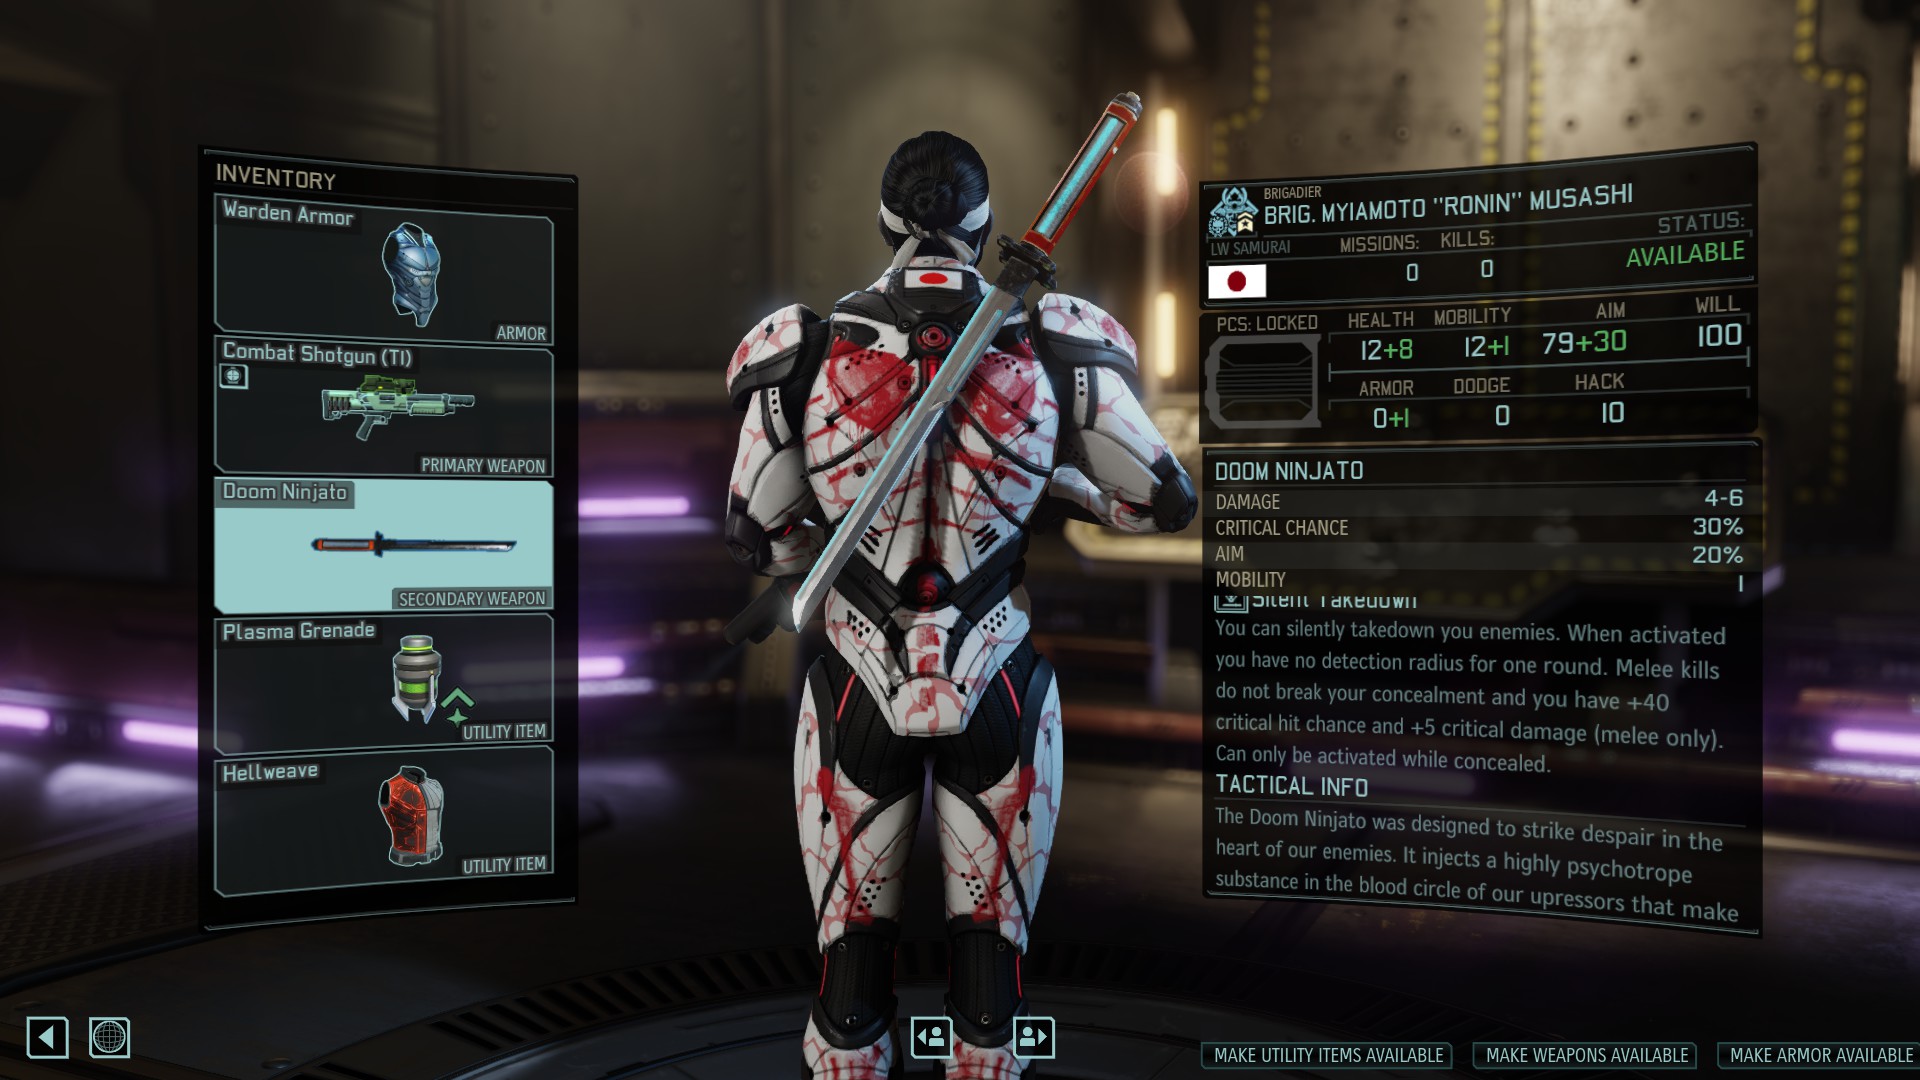 INVENTORY
Warden Armor
ARMOR
Combat Shotgun (T1)
PRIMARY WEAPON
Doom Ninjato
SECONDARY WEAPON
Plasma Grenade
UTILITY ITEM
Hellweave
UTILITY ITEM
BRIGADIER
BRIG. MYIAMOTO "RONIN" MUSASHI
LW SAMURAI
MISSIONS: KILLS: STATUS:
0 0 AVAILABLE
PCS: LOCKED HEALTH MOBILITY AIM WILL
12+8 12+1 79+30 100
ARMOR DODGE HACK
0+1 0 10
DOOM NINJATO
DAMAGE 4-6
CRITICAL CHANCE 30%
AIM 20%
MOBILITY 1
Silent Takedown
You can silently takedown you enemies. When activated
you have no detection radius for one round. Melee kills
do not break your concealment and you have +40
critical hit chance and +5 critical damage (melee only).
Can only be activated while concealed.
TACTICAL INFO
The Doom Ninjato was designed to strike despair in the
heart of our enemies. It injects a highly psychotrope
substance in the blood circle of our upressors that make
MAKE UTILITY ITEMS AVAILABLE MAKE WEAPONS AVAILABLE MAKE ARMOR AVAILABLE